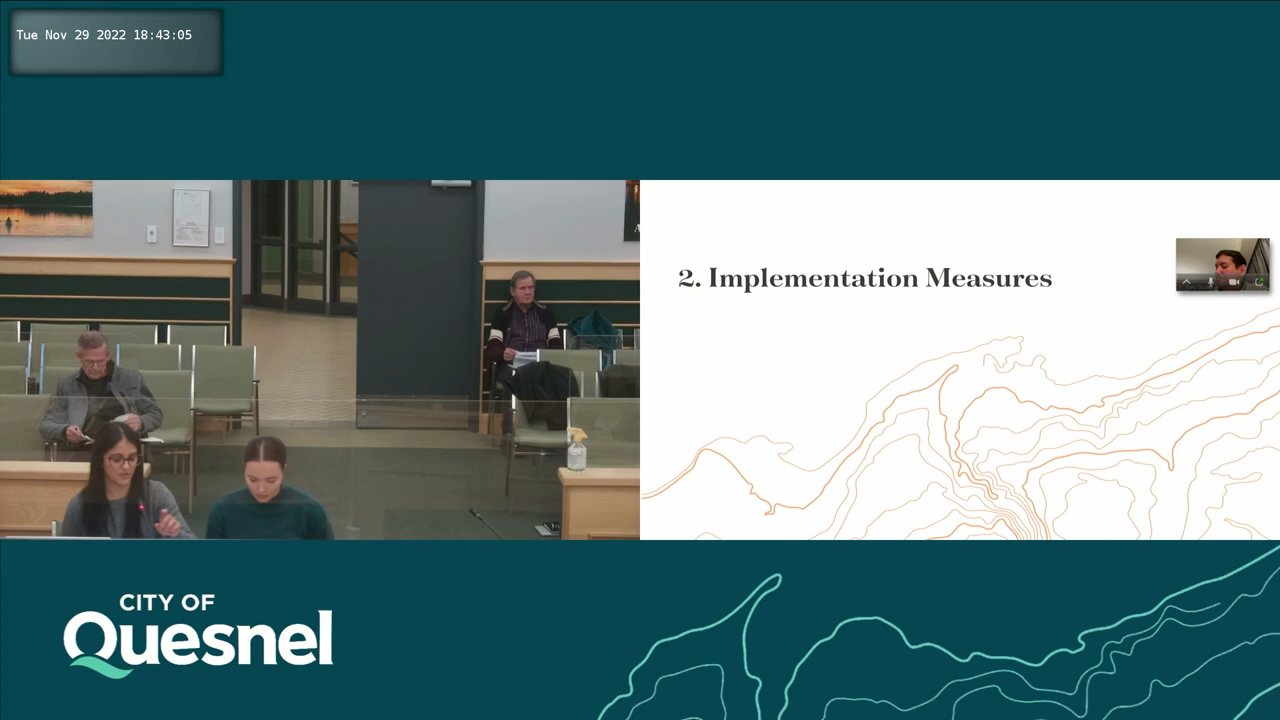 Tue Nov 29 2022 18:43:05
2. Implementation Measures
CITY OF
Quesnel